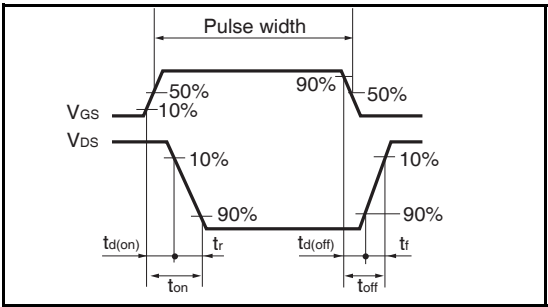 Pulse width
90%
50%
50%
10%
VGS
VDS
10%
10%
90%
90%
td(on)
tr
td(off)
tf
ton
toff